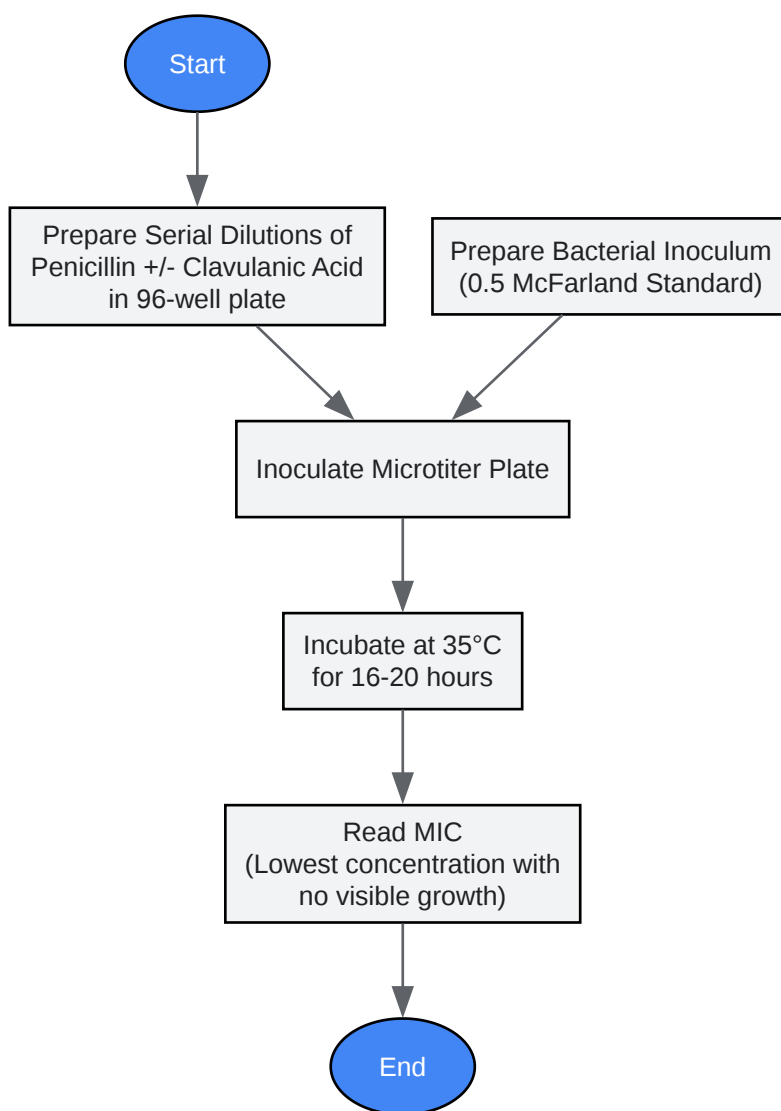 Start
Prepare Serial Dilutions of
Penicillin +/- Clavulanic Acid
in 96-well plate
Prepare Bacterial Inoculum
(0.5 McFarland Standard)
Inoculate Microtiter Plate
Incubate at 35°C
for 16-20 hours
Read MIC
(Lowest concentration with
no visible growth)
End